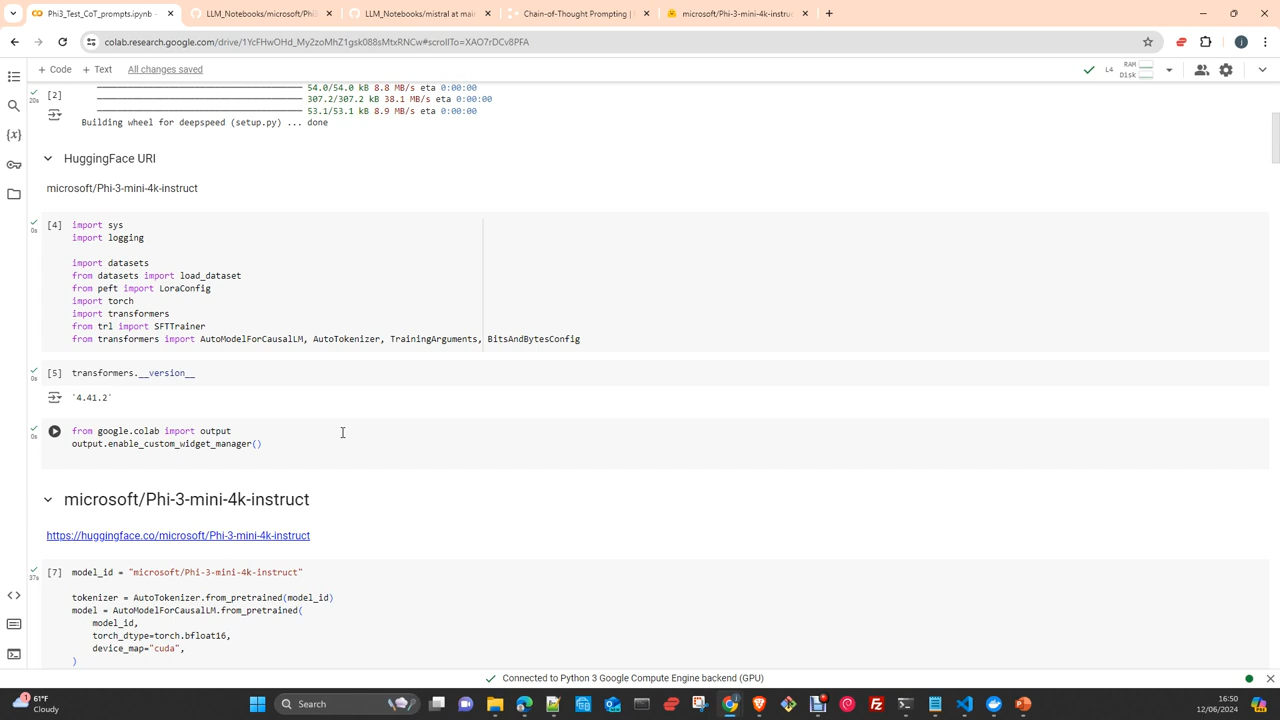 Phi3_Test_CoT_prompts.ipynb
LLM_Notebooks/microsoft/Phi3
LLM_Notebooks/mistral at main
Chain-of-Thought Prompting |
microsoft/Phi-3-mini-4k-instruc
colab.research.google.com/drive/1YcFHwOHd_My2zoMhZ1gsk088sMtxRNCw#scrollTo=XAO7rDCv8PFA
+ Code + Text All changes saved
L4 RAM
Disk
54.0/54.0 kB 8.8 MB/s eta 0:00:00
20s [2]
307.2/307.2 kB 38.1 MB/s eta 0:00:00
53.1/53.1 kB 8.9 MB/s eta 0:00:00
Building wheel for deepspeed (setup.py) ... done
HuggingFace URI
microsoft/Phi-3-mini-4k-instruct
0s [4] import sys
import logging
import datasets
from datasets import load_dataset
from peft import LoraConfig
import torch
import transformers
from trl import SFTTrainer
from transformers import AutoModelForCausalLM, AutoTokenizer, TrainingArguments, BitsAndBytesConfig
0s [5] transformers.__version__
'4.41.2'
0s from google.colab import output
output.enable_custom_widget_manager()
microsoft/Phi-3-mini-4k-instruct
https://huggingface.co/microsoft/Phi-3-mini-4k-instruct
37s [7] model_id = "microsoft/Phi-3-mini-4k-instruct"
tokenizer = AutoTokenizer.from_pretrained(model_id)
model = AutoModelForCausalLM.from_pretrained(
model_id,
torch_dtype=torch.bfloat16,
device_map="cuda",
)
Connected to Python 3 Google Compute Engine backend (GPU)
61°F
Cloudy
Search
16:50
12/06/2024